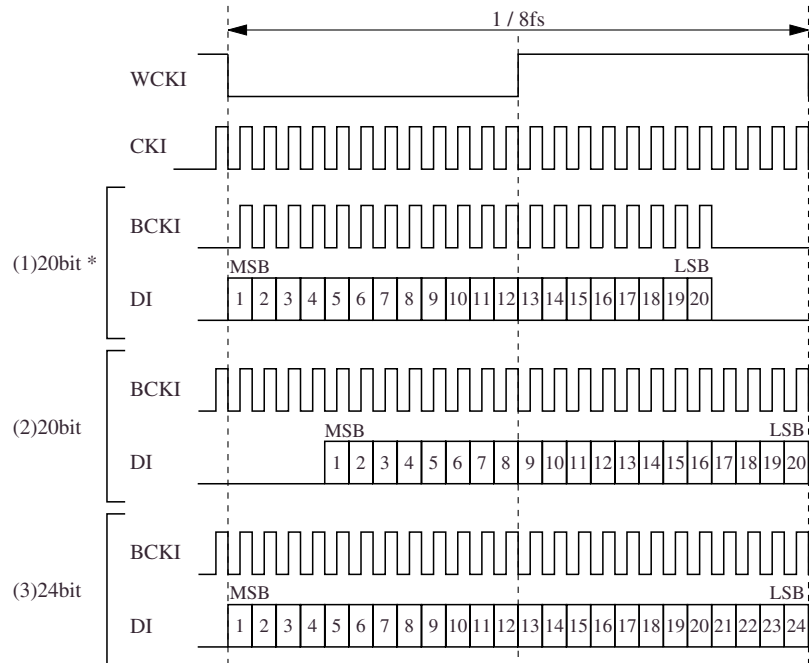 1 / 8fs
WCKI
CKI
(1)20bit *
BCKI
MSB LSB
DI 1 2 3 4 5 6 7 8 9 10 11 12 13 14 15 16 17 18 19 20
(2)20bit
BCKI
MSB LSB
DI 1 2 3 4 5 6 7 8 9 10 11 12 13 14 15 16 17 18 19 20
(3)24bit
BCKI
MSB LSB
DI 1 2 3 4 5 6 7 8 9 10 11 12 13 14 15 16 17 18 19 20 21 22 23 24